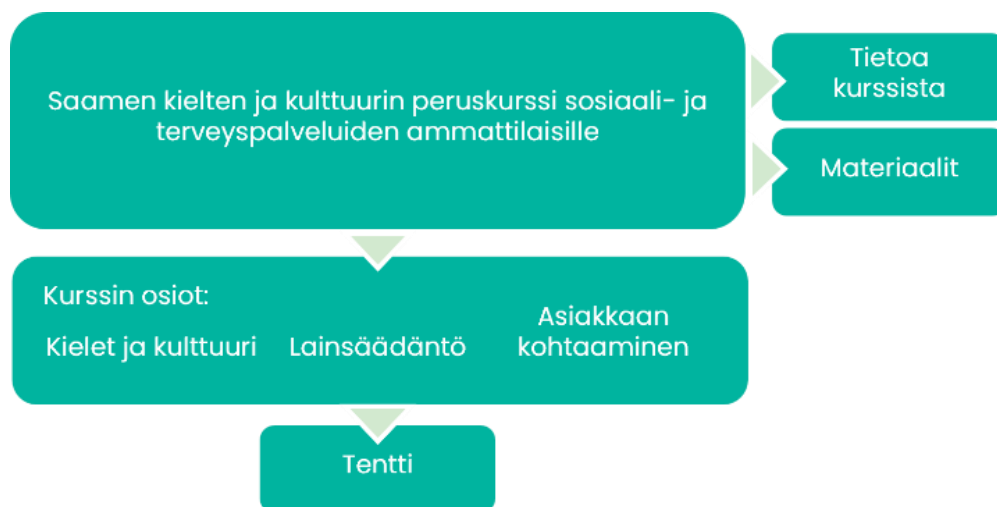 Saamen kielten ja kulttuurin peruskurssi sosiaali- ja
terveyspalveluiden ammattilaisille
Tietoa
kurssista
Materiaalit
Kurssin osiot:
Kielet ja kulttuuri
Lainsäädäntö
Asiakkaan
kohtaaminen
Tentti